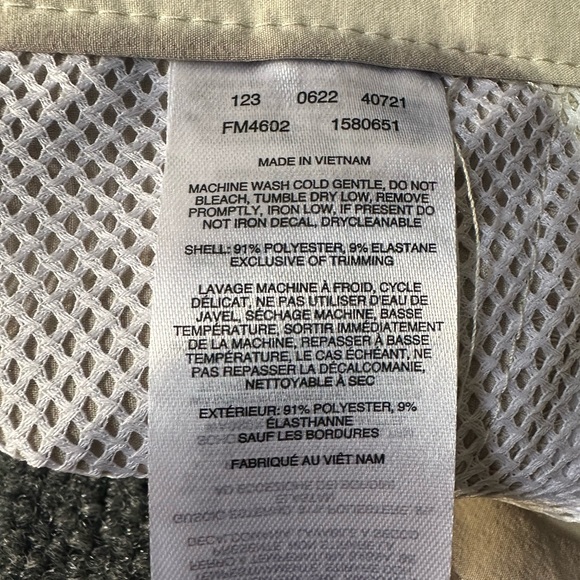 123 0622 40721
FM4602 1580651
MADE IN VIETNAM
MACHINE WASH COLD GENTLE, DO NOT
BLEACH, TUMBLE DRY LOW, REMOVE
PROMPTLY, IRON LOW, IF PRESENT DO
NOT IRON DECAL, DRYCLEANABLE
SHELL: 91% POLYESTER, 9% ELASTANE
EXCLUSIVE OF TRIMMING
LAVAGE MACHINE À FROID, CYCLE
DÉLICAT, NE PAS UTILISER D'EAU DE
JAVEL, SÉCHAGE MACHINE, BASSE
TEMPÉRATURE, SORTIR IMMÉDIATEMENT
DE LA MACHINE, REPASSER À BASSE
TEMPÉRATURE, LE CAS ÉCHÉANT, NE
PAS REPASSER LA DÉCALCOMANIE,
NETTOYABLE À SEC
EXTÉRIEUR: 91% POLYESTER, 9%
ÉLASTHANNE
SAUF LES BORDURES
FABRIQUÉ AU VIÊT NAM